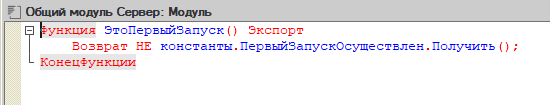 Общий модуль Сервер: Модуль
Функция ЭтоПервыйЗапуск() Экспорт
Возврат НЕ константы.ПервыйЗапускОсуществлен.Получить();
КонецФункции